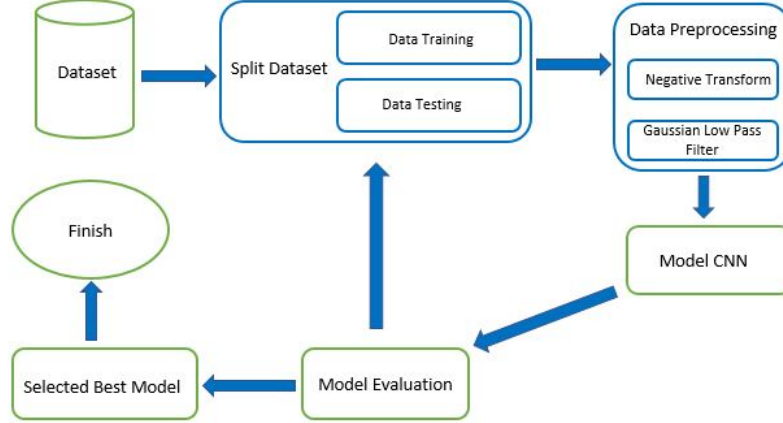 Dataset
Split Dataset
Data Training
Data Testing
Data Preprocessing
Negative Transform
Gaussian Low Pass
Filter
Model CNN
Model Evaluation
Selected Best Model
Finish